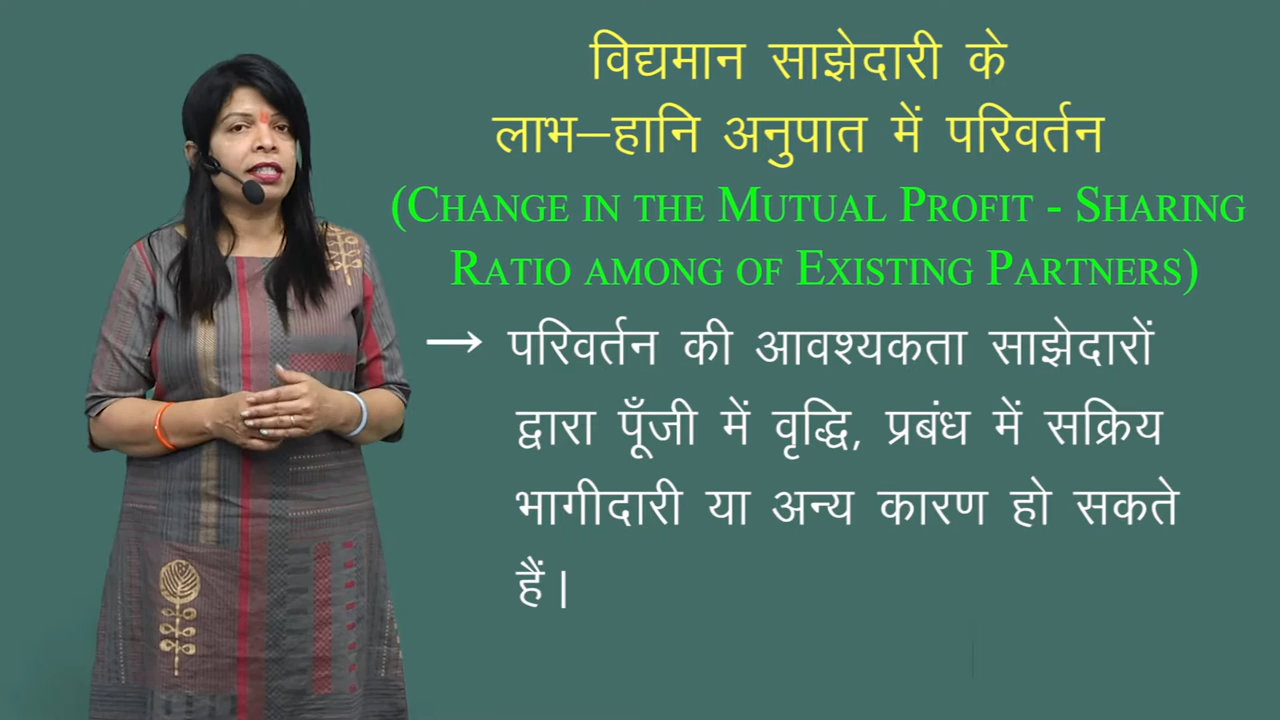 विद्यमान साझेदारी के
लाभ–हानि अनुपात में परिवर्तन
(CHANGE IN THE MUTUAL PROFIT - SHARING
RATIO AMONG OF EXISTING PARTNERS)
→ परिवर्तन की आवश्यकता साझेदारों
द्वारा पूँजी में वृद्धि, प्रबंध में सक्रिय
भागीदारी या अन्य कारण हो सकते
हैं।